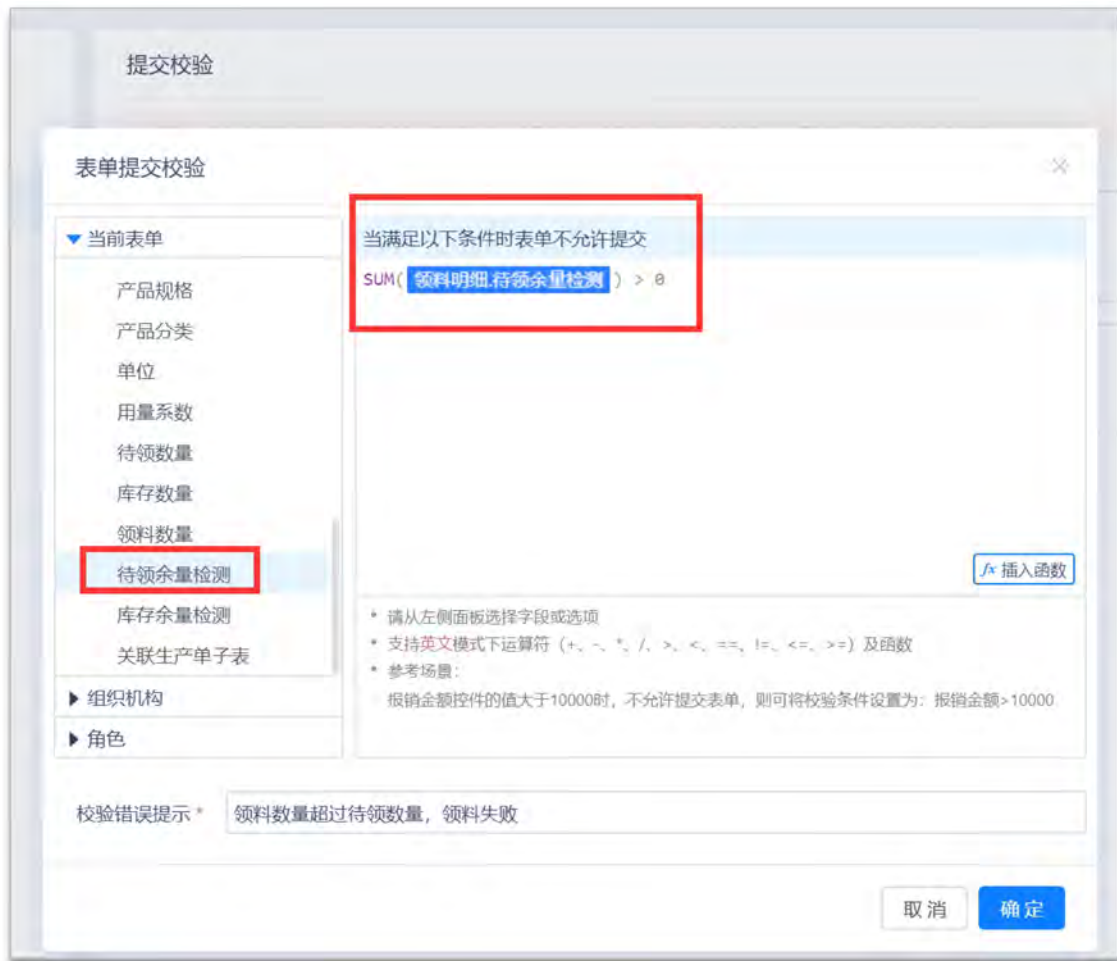 提交校验
表单提交校验
当前表单
产品规格
产品分类
单位
用量系数
待领数量
库存数量
领料数量
待领余量检测
库存余量检测
关联生产单子表
组织机构
角色
当满足以下条件时表单不允许提交
SUM( 领料明细.待领余量检测 ) > 0
fx 插入函数
* 请从左侧面板选择字段或选项
* 支持英文模式下运算符（+、-、*、/、>、<、==、!=、<=、>=）及函数
* 参考场景：
报销金额控件的值大于10000时，不允许提交表单，则可将校验条件设置为：报销金额>10000
校验错误提示 * 领料数量超过待领数量，领料失败
取消 确定